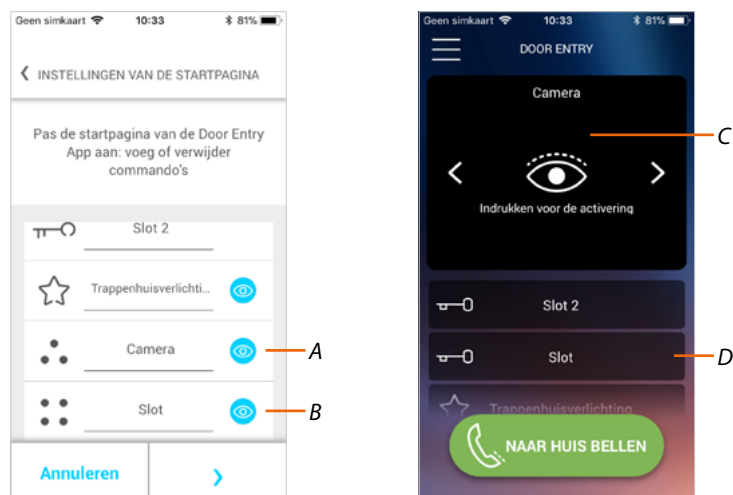 Geen simkaart 10:33 81%
INSTELLINGEN VAN DE STARTPAGINA
Pas de startpagina van de Door Entry
App aan: voeg of verwijder
commando's
Slot 2
Trappenhuisverlichti...
Camera
A
Slot
B
Annuleren
Geen simkaart 10:33 81%
DOOR ENTRY
Camera
C
Indrukken voor de activering
Slot 2
Slot
D
Trappenhuisverlichting
NAAR HUIS BELLEN